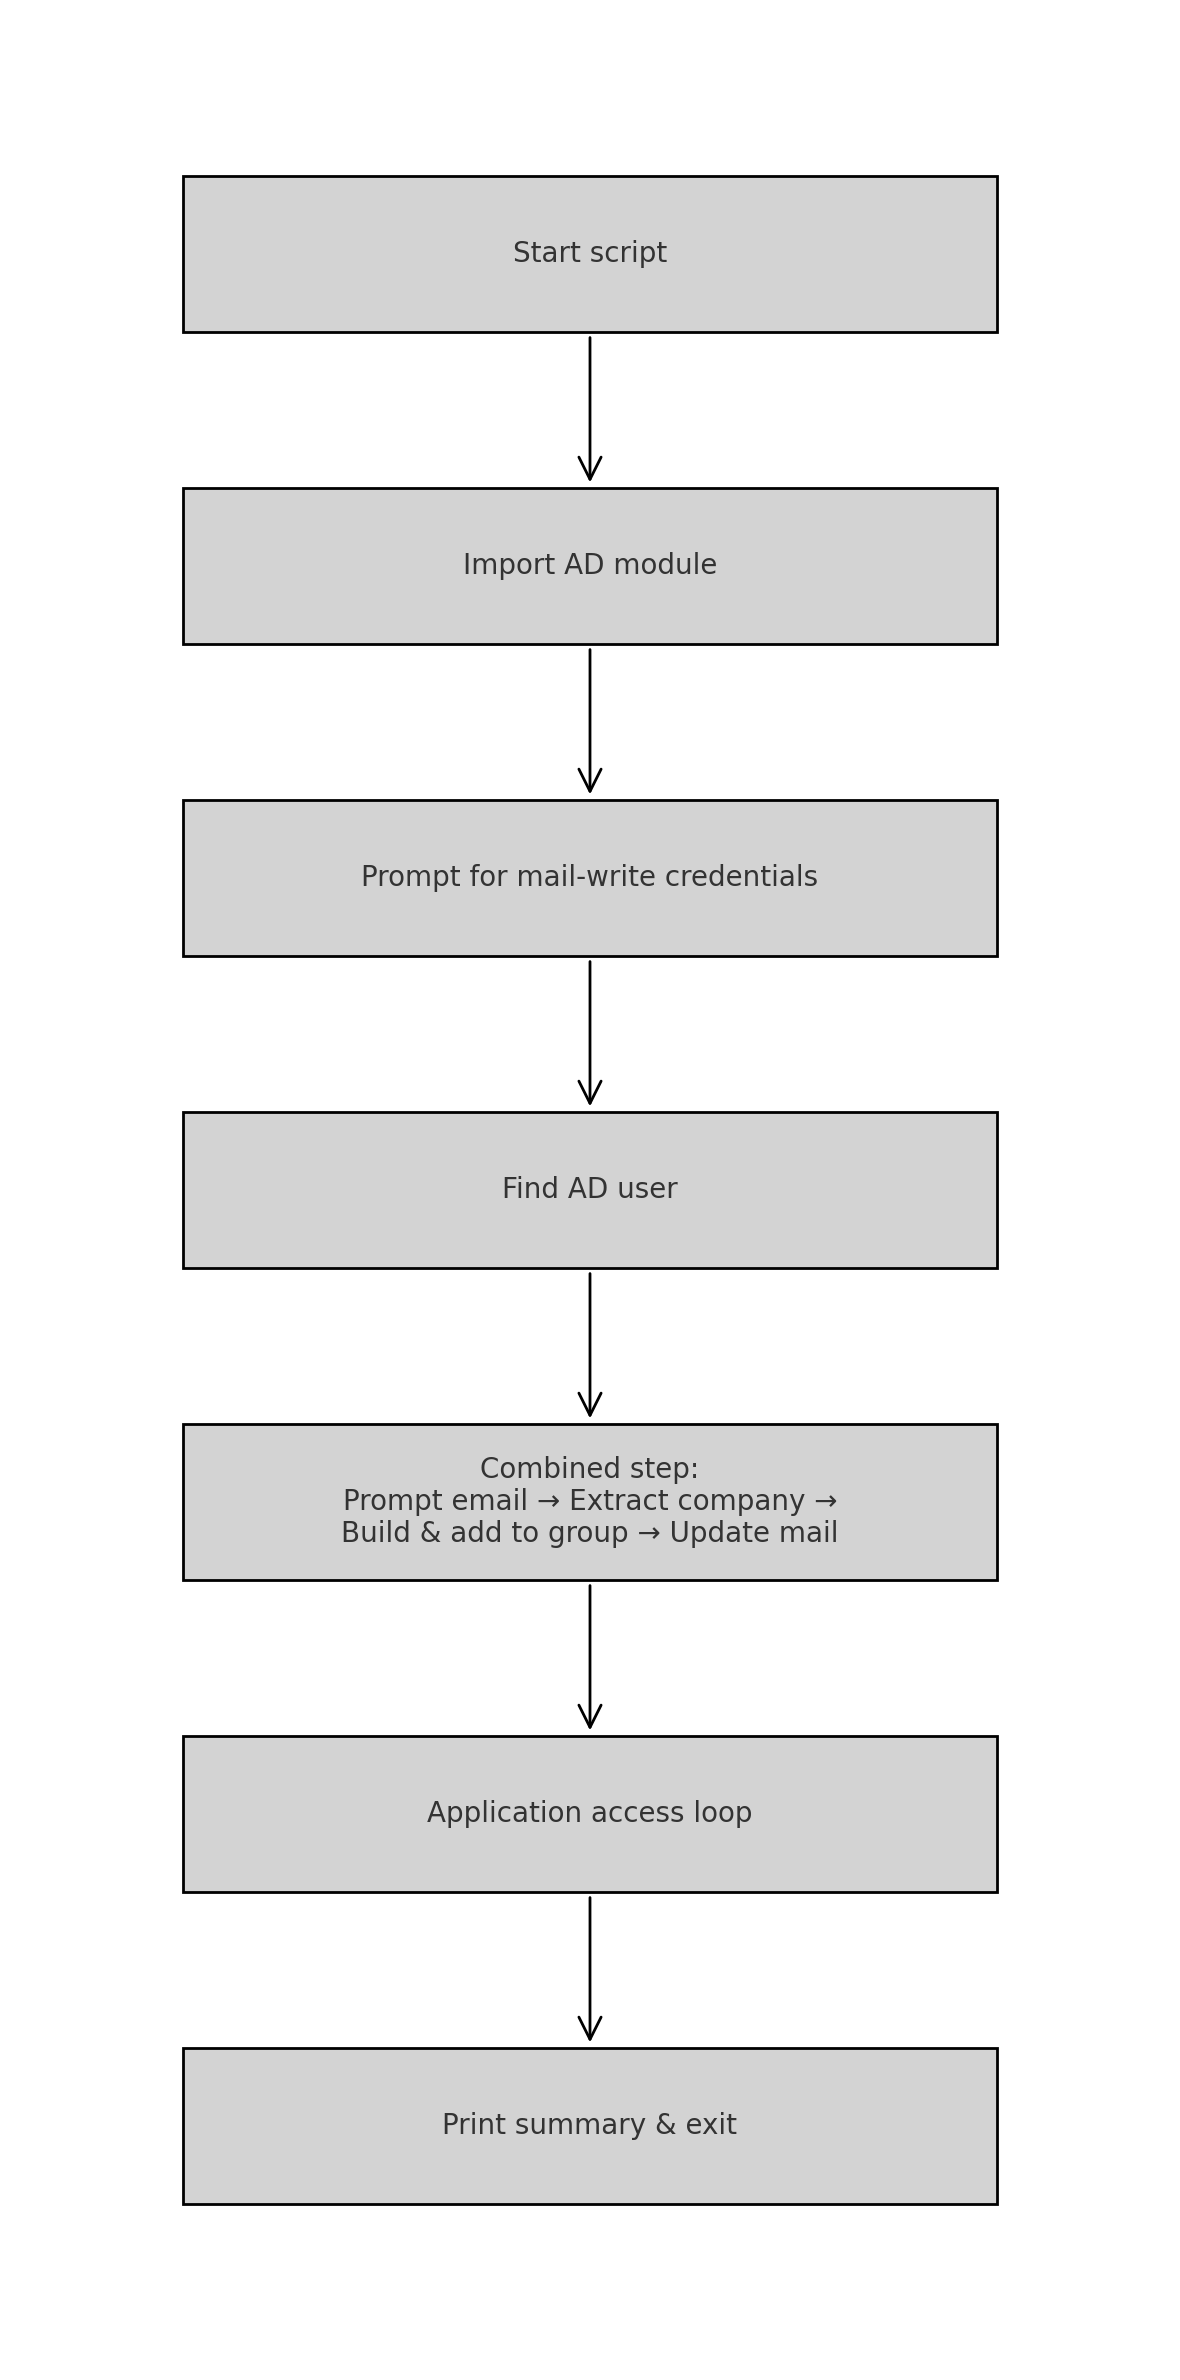 Start script
Import AD module
Prompt for mail-write credentials
Find AD user
Combined step:
Prompt email → Extract company →
Build & add to group → Update mail
Application access loop
Print summary & exit